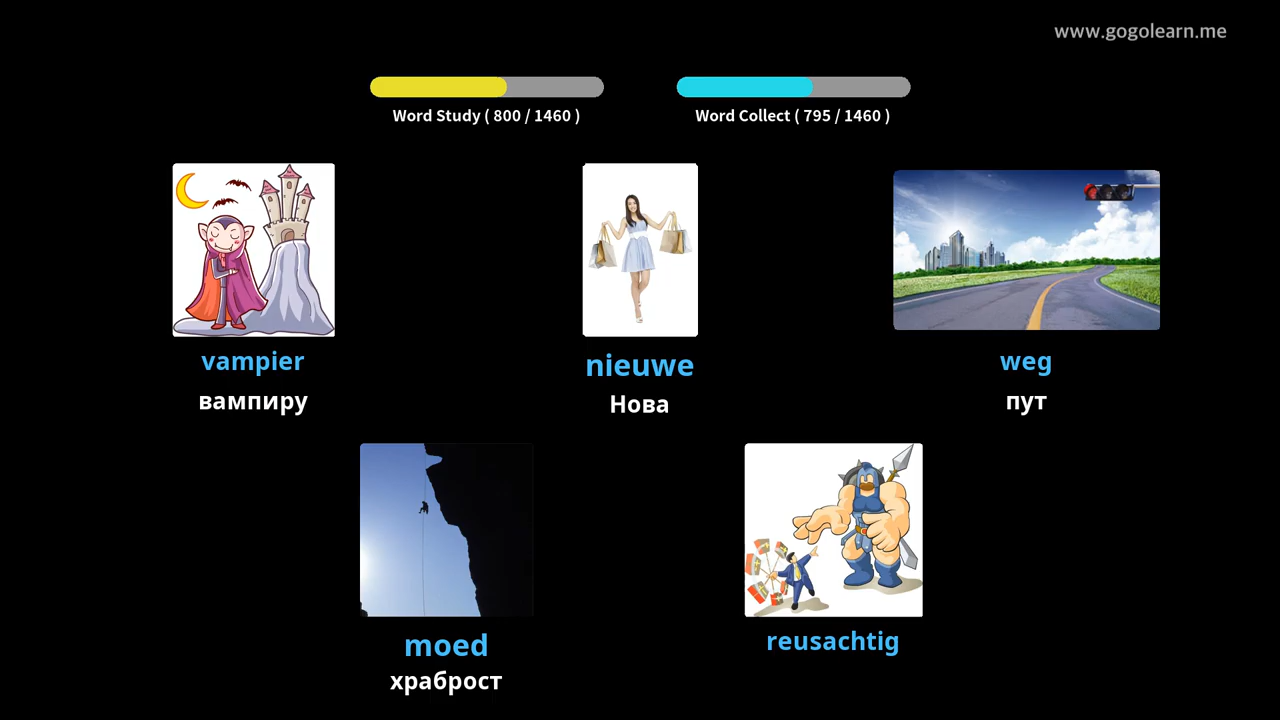 www.gogolearn.me
Word Study ( 800 / 1460 )
Word Collect ( 795 / 1460 )
vampier
вампиру
nieuwe
Нова
weg
пут
moed
храброст
reusachtig